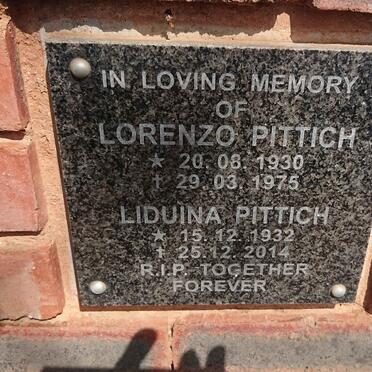 IN LOVING MEMORY
OF
LORENZO PITTICH
★ 20. 08. 1930
† 29. 03. 1975
LIDUINA PITTICH
★ 15. 12. 1932
† 25.12. 2014
R.I.P. TOGETHER
FOREVER